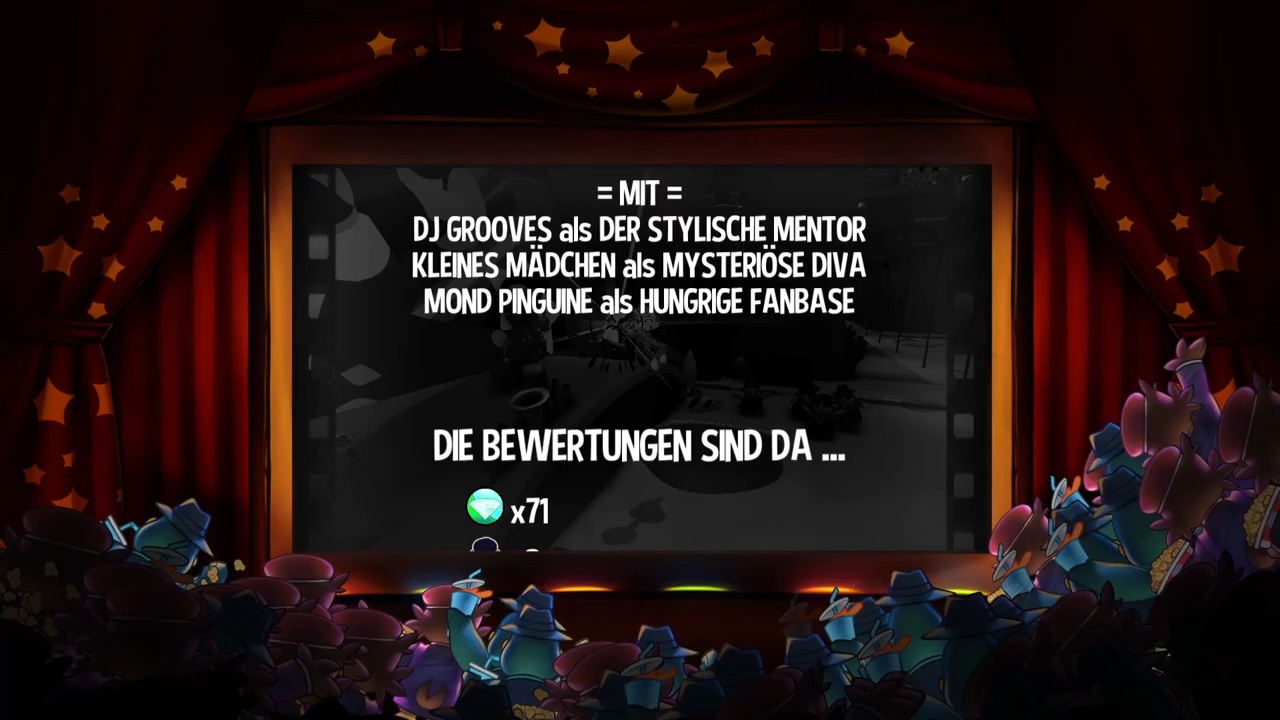 = MIT =
DJ GROOVES als DER STYLISCHE MENTOR
KLEINES MÄDCHEN als MYSTERIÖSE DIVA
MOND PINGUINE als HUNGRIGE FANBASE
DIE BEWERTUNGEN SIND DA ...
x71